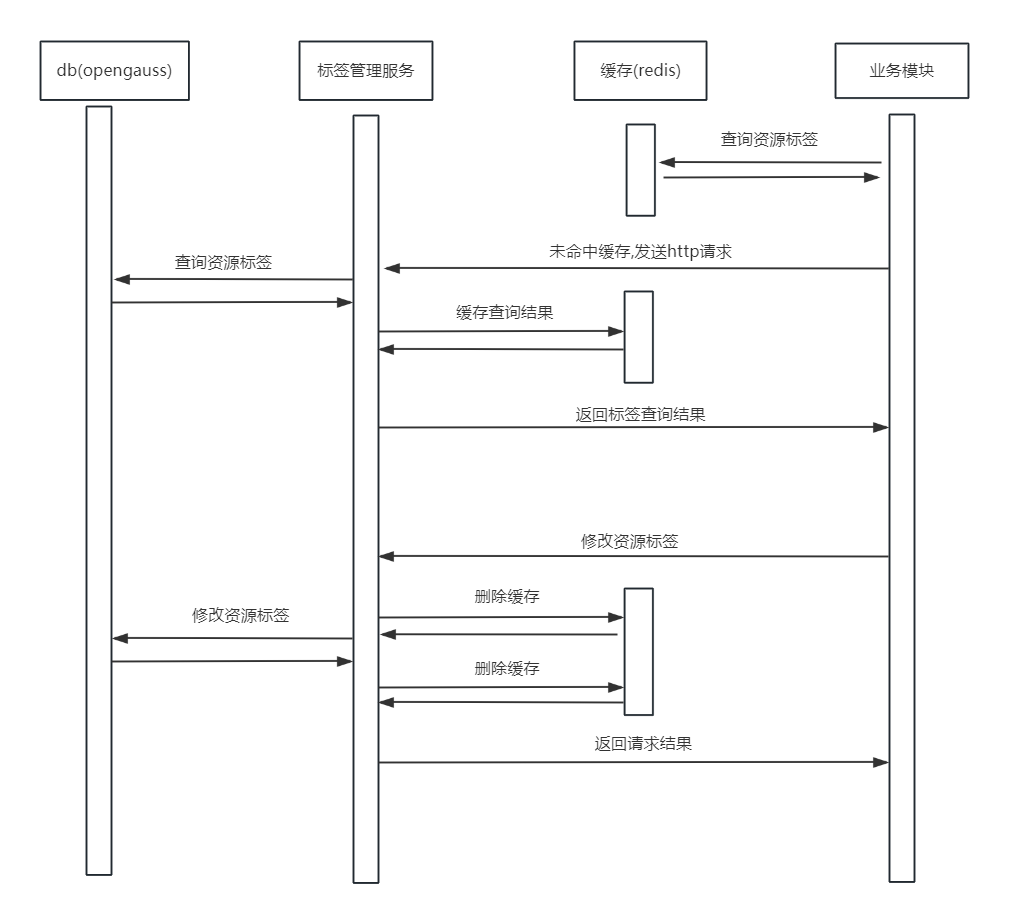 db(opengauss)
标签管理服务
缓存(redis)
业务模块
查询资源标签
未命中缓存,发送http请求
查询资源标签
缓存查询结果
返回标签查询结果
修改资源标签
删除缓存
修改资源标签
删除缓存
返回请求结果